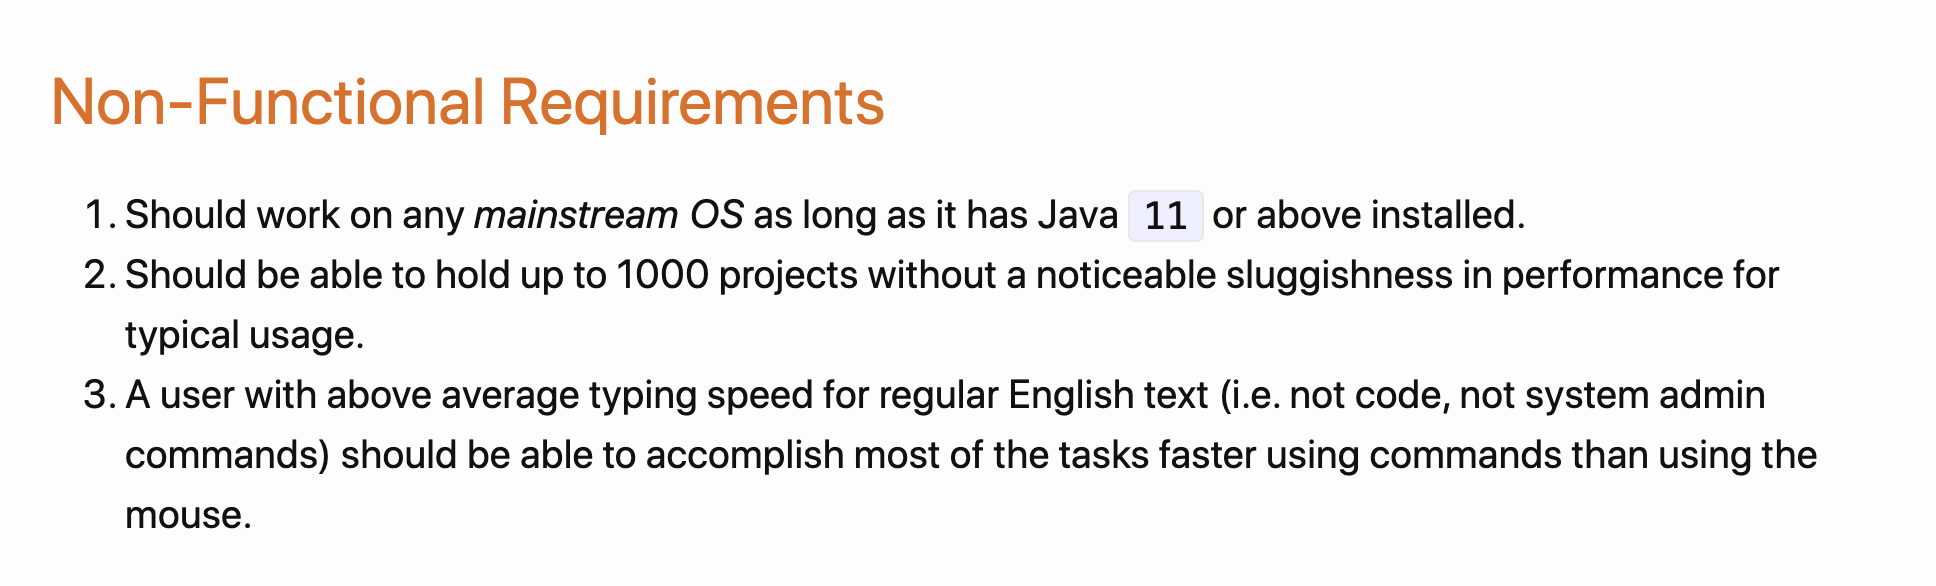 Non-Functional Requirements
1. Should work on any mainstream OS as long as it has Java 11 or above installed.
2. Should be able to hold up to 1000 projects without a noticeable sluggishness in performance for
typical usage.
3. A user with above average typing speed for regular English text (i.e. not code, not system admin
commands) should be able to accomplish most of the tasks faster using commands than using the
mouse.